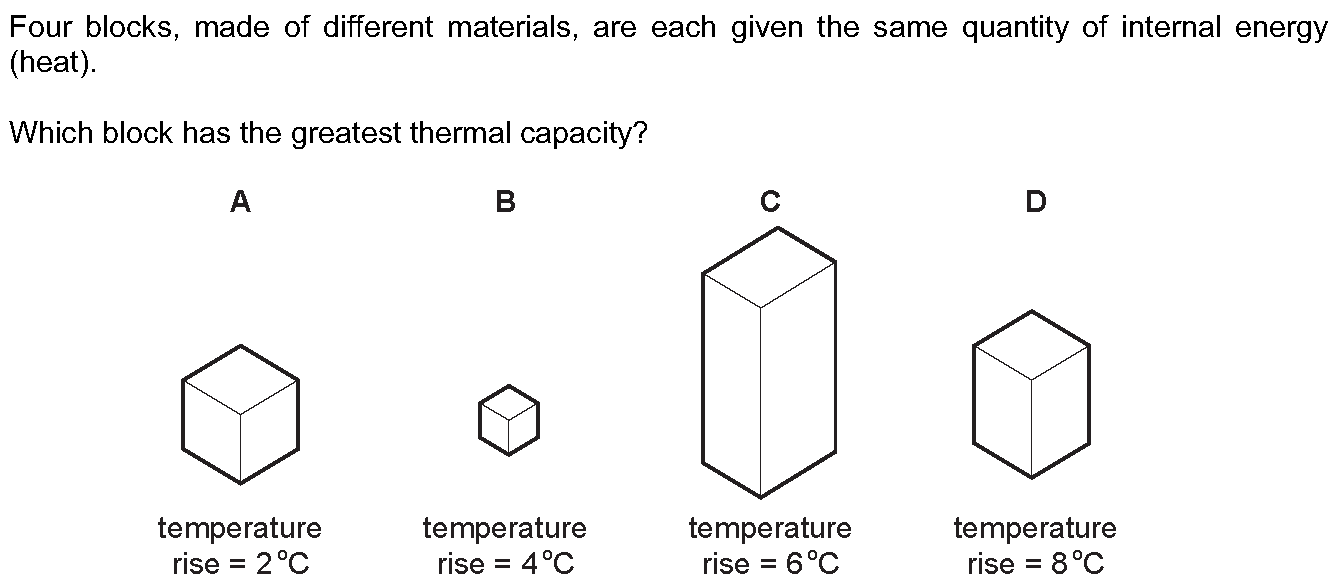 Four blocks, made of different materials, are each given the same quantity of internal energy
(heat).
Which block has the greatest thermal capacity?
A B C D
temperature temperature temperature temperature
rise = 2 °C rise = 4 °C rise = 6 °C rise = 8 °C